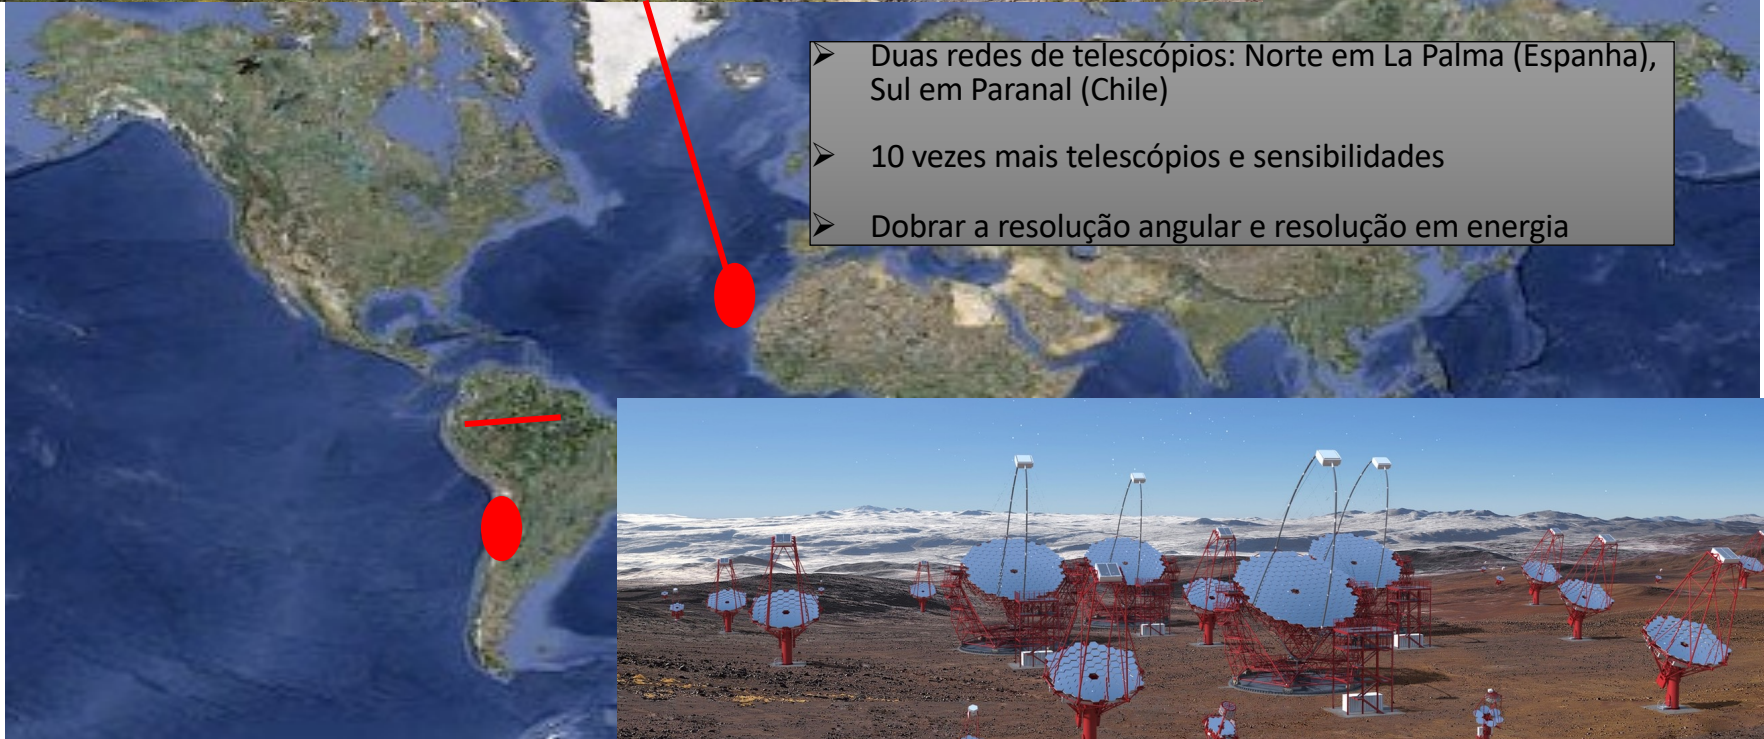 ➢ Duas redes de telescópios: Norte em La Palma (Espanha),
Sul em Paranal (Chile)
➢ 10 vezes mais telescópios e sensibilidades
➢ Dobrar a resolução angular e resolução em energia